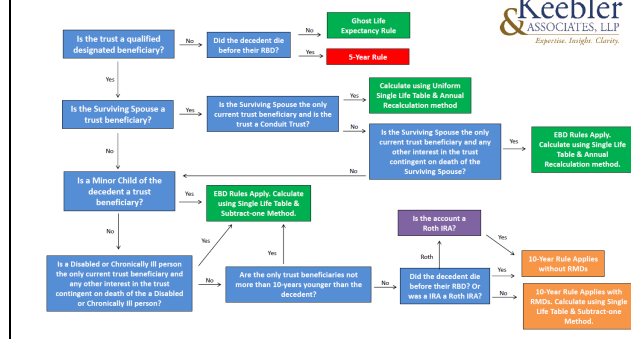 Keebler
& ASSOCIATES, LLP
Expertise. Insight. Clarity.
Is the trust a qualified
designated beneficiary?
No
Did the decedent die
before their RBD?
No
Ghost Life
Expectancy Rule
Yes
5-Year Rule
Yes
Is the Surviving Spouse a
trust beneficiary?
Yes
Is the Surviving Spouse the only
current trust beneficiary and is the
trust a Conduit Trust?
Yes
Calculate using Uniform
Single Life Table & Annual
Recalculation method
No
Is the Surviving Spouse the only
current trust beneficiary and any
other interest in the trust
contingent on death of the
Surviving Spouse?
Yes
EBD Rules Apply.
Calculate using Single Life
Table & Annual
Recalculation method.
No
No
Is a Minor Child of the
decedent a trust
beneficiary?
Yes
EBD Rules Apply. Calculate
using Single Life Table &
Subtract-one Method.
No
Is a Disabled or Chronically Ill person
the only current trust beneficiary and
any other interest in the trust
contingent on death of the a Disabled
or Chronically Ill person?
Yes
No
Are the only trust beneficiaries not
more than 10-years younger than the
decedent?
Yes
No
Did the decedent die
before their RBD? Or
was a IRA a Roth IRA?
Roth
Is the account a
Roth IRA?
Yes
Yes
10-Year Rule Applies
without RMDs
No
10-Year Rule Applies with
RMDs. Calculate using Single
Life Table & Subtract-one
Method.